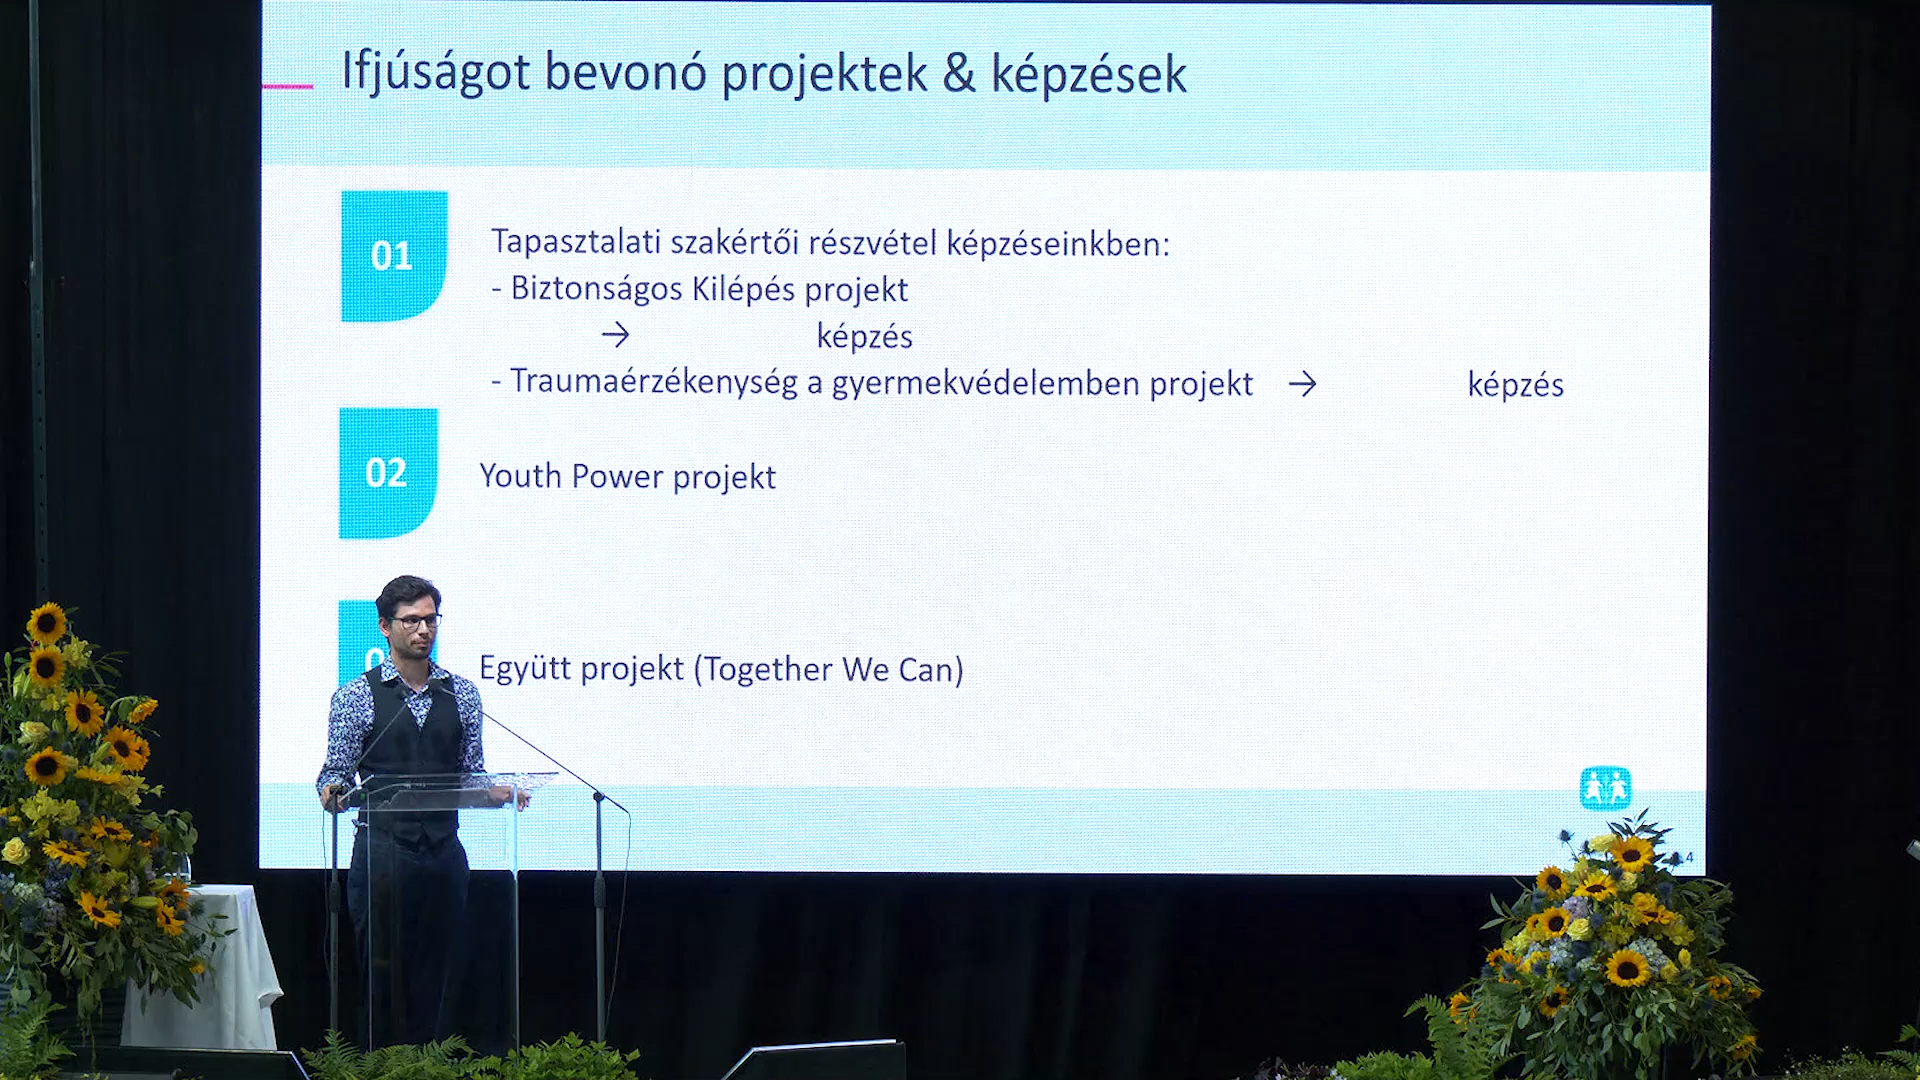 Ifjúságot bevonó projektek & képzések
01
Tapasztalati szakértői részvétel képzéseinkben:
- Biztonságos Kilépés projekt
→ képzés
- Traumaérzékenység a gyermekvédelemben projekt → képzés
02
Youth Power projekt
Együtt projekt (Together We Can)
4